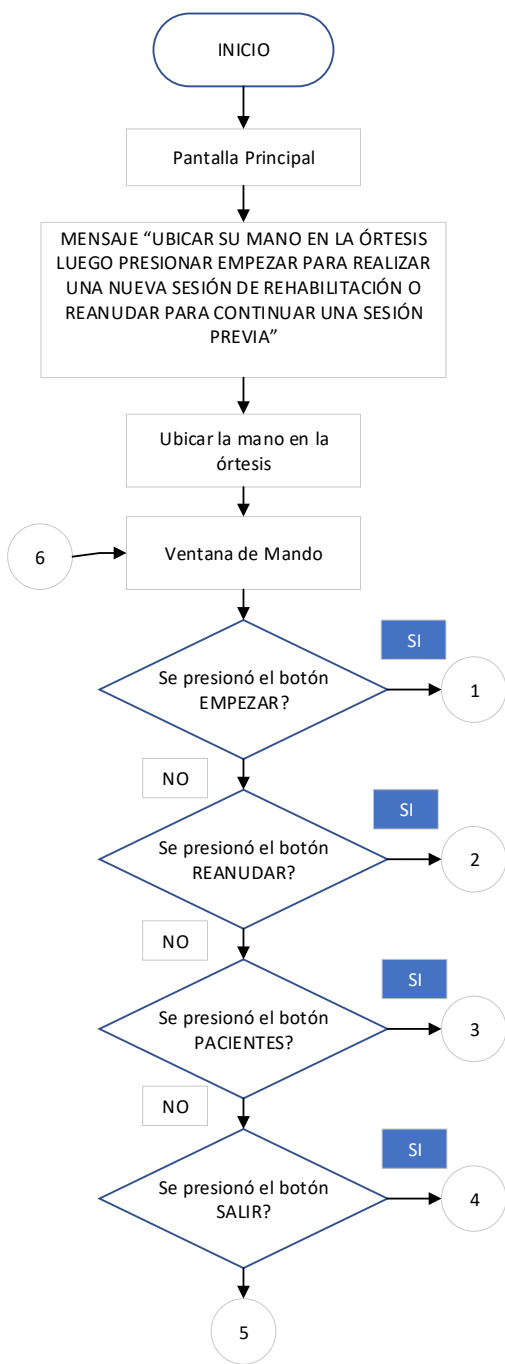 INICIO
Pantalla Principal
MENSAJE “UBICAR SU MANO EN LA ÓRTESIS
LUEGO PRESIONAR EMPEZAR PARA REALIZAR
UNA NUEVA SESIÓN DE REHABILITACIÓN O
REANUDAR PARA CONTINUAR UNA SESIÓN
PREVIA”
Ubicar la mano en la
órtesis
6
Ventana de Mando
Se presionó el botón
EMPEZAR?
SI
1
NO
Se presionó el botón
REANUDAR?
SI
2
NO
Se presionó el botón
PACIENTES?
SI
3
NO
Se presionó el botón
SALIR?
SI
4
5